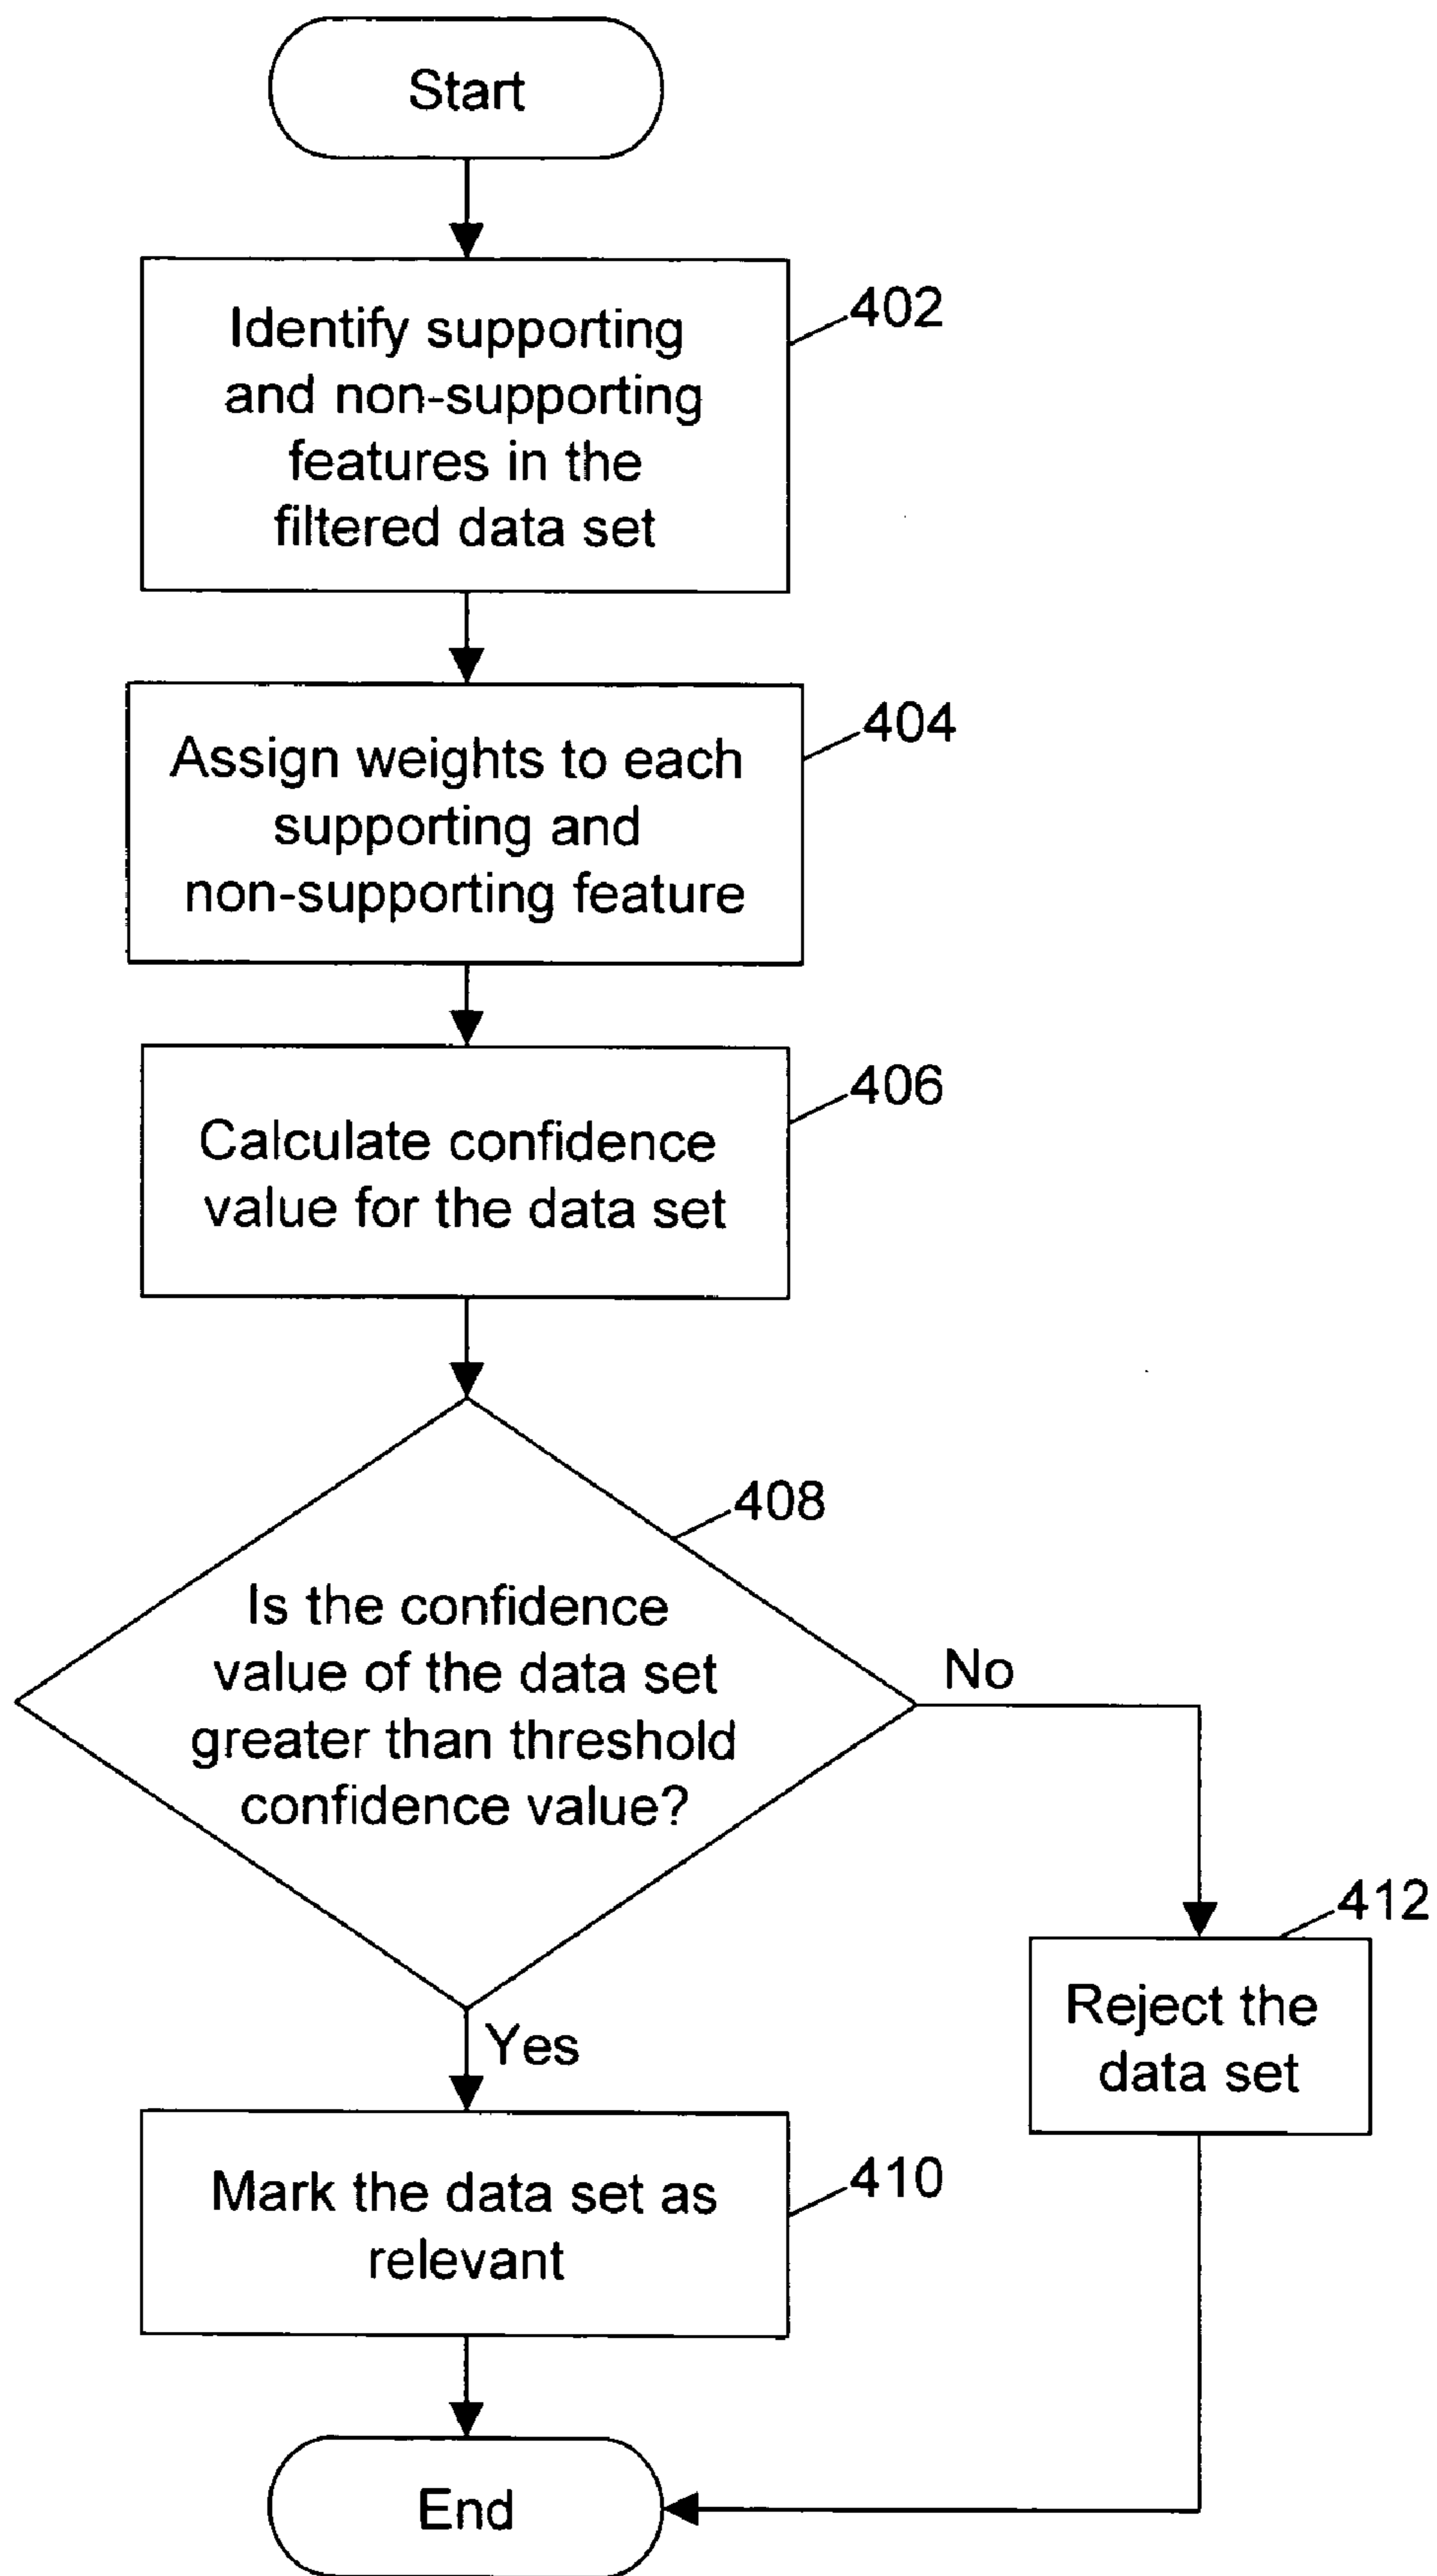 Start
Identify supporting
and non-supporting
features in the
filtered data set
402
Assign weights to each
supporting and
non-supporting feature
404
Calculate confidence
value for the data set
406
Is the confidence
value of the data set
greater than threshold
confidence value?
408
No
Yes
Reject the
data set
412
Mark the data set as
relevant
410
End